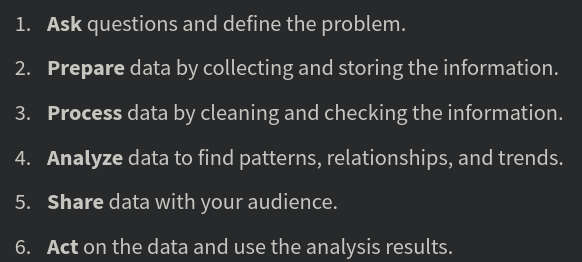 1. Ask questions and define the problem.
2. Prepare data by collecting and storing the information.
3. Process data by cleaning and checking the information.
4. Analyze data to find patterns, relationships, and trends.
5. Share data with your audience.
6. Act on the data and use the analysis results.